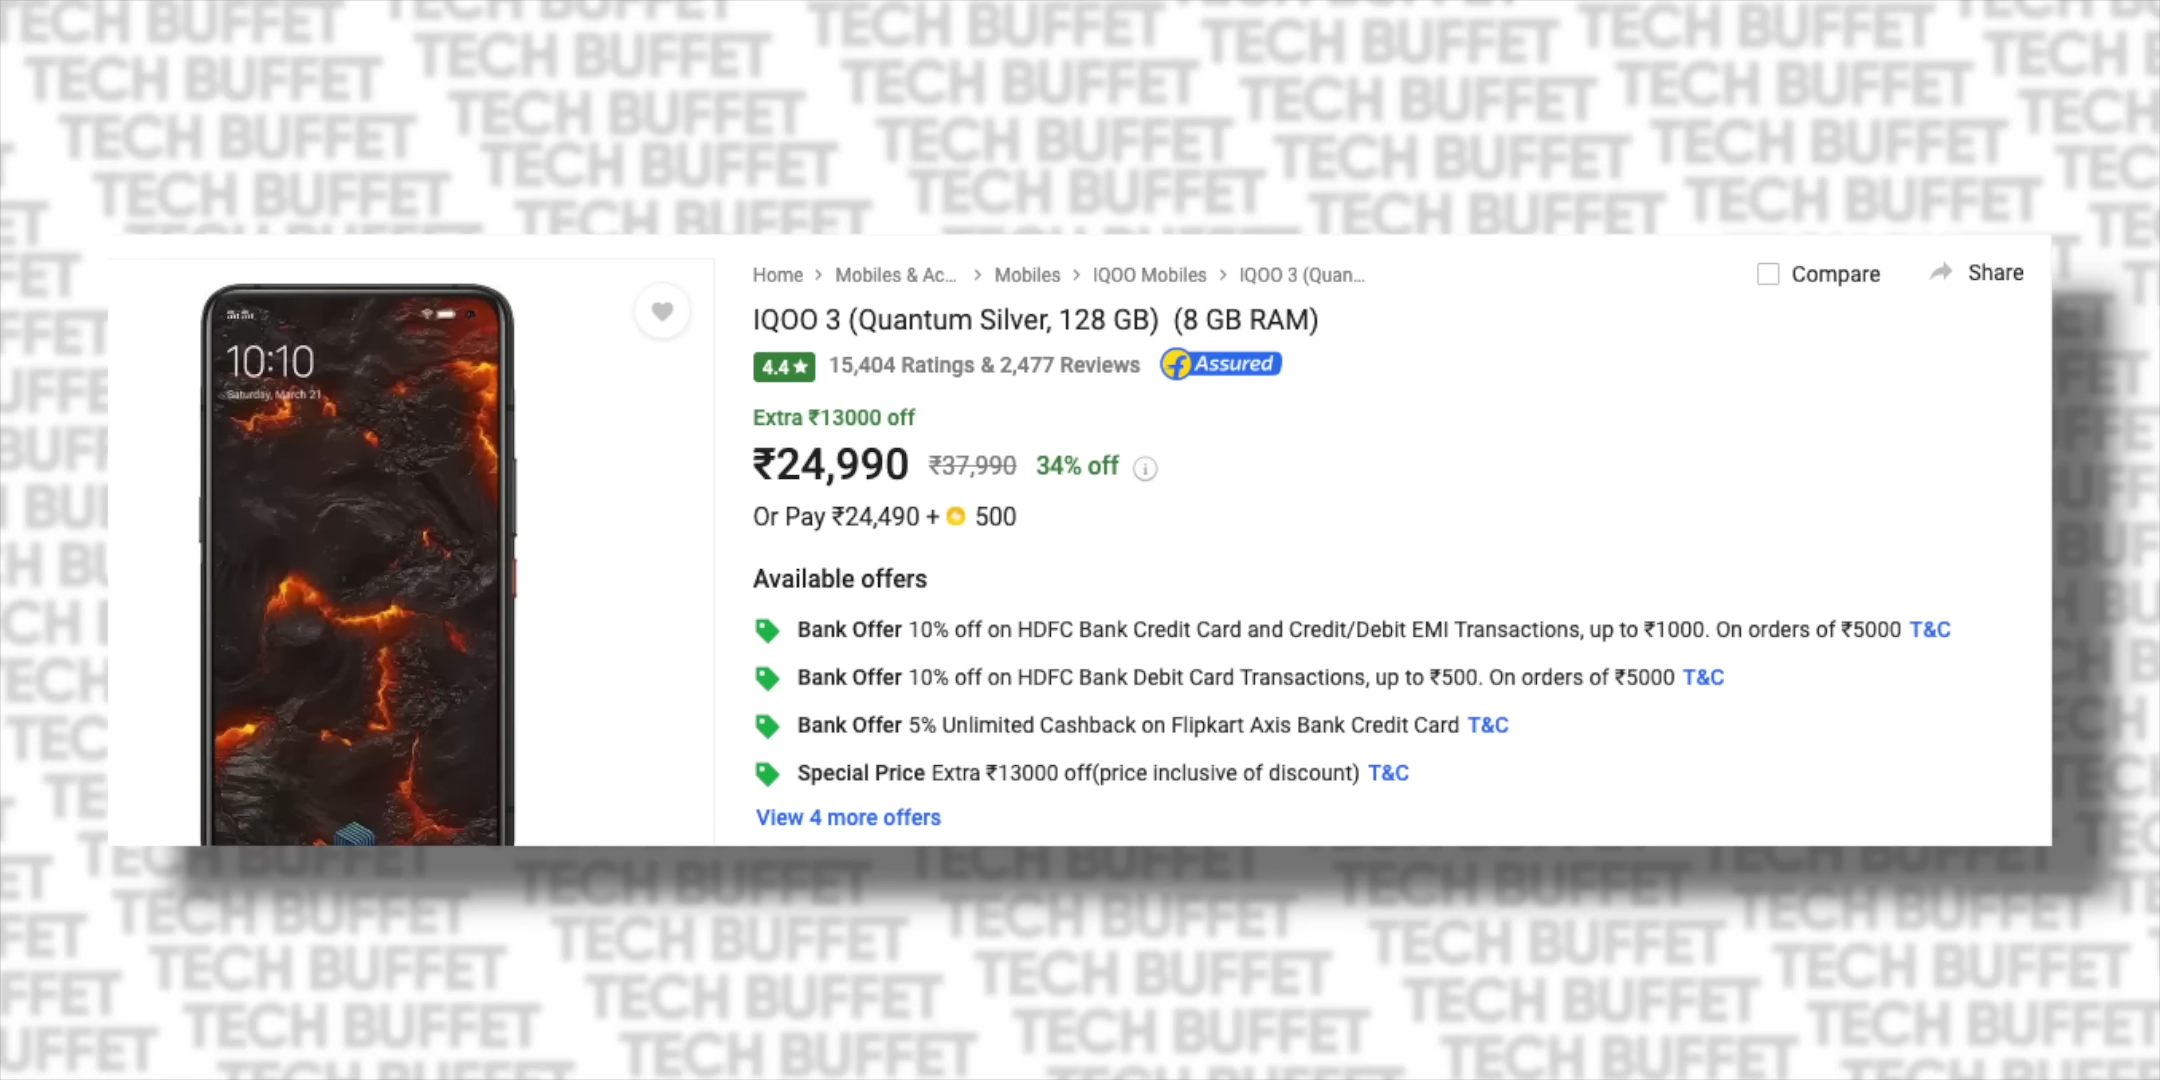 TECH BUFFET
Home > Mobiles & Ac... > Mobiles > IQOO Mobiles > IQOO 3 (Quan...
Compare
Share
IQOO 3 (Quantum Silver, 128 GB) (8 GB RAM)
4.4★ 15,404 Ratings & 2,477 Reviews f Assured
Extra ₹13000 off
₹24,990 ₹37,990 34% off i
Or Pay ₹24,490 + 500
Available offers
Bank Offer 10% off on HDFC Bank Credit Card and Credit/Debit EMI Transactions, up to ₹1000. On orders of ₹5000 T&C
Bank Offer 10% off on HDFC Bank Debit Card Transactions, up to ₹500. On orders of ₹5000 T&C
Bank Offer 5% Unlimited Cashback on Flipkart Axis Bank Credit Card T&C
Special Price Extra ₹13000 off(price inclusive of discount) T&C
View 4 more offers
10:10
Saturday, March 21